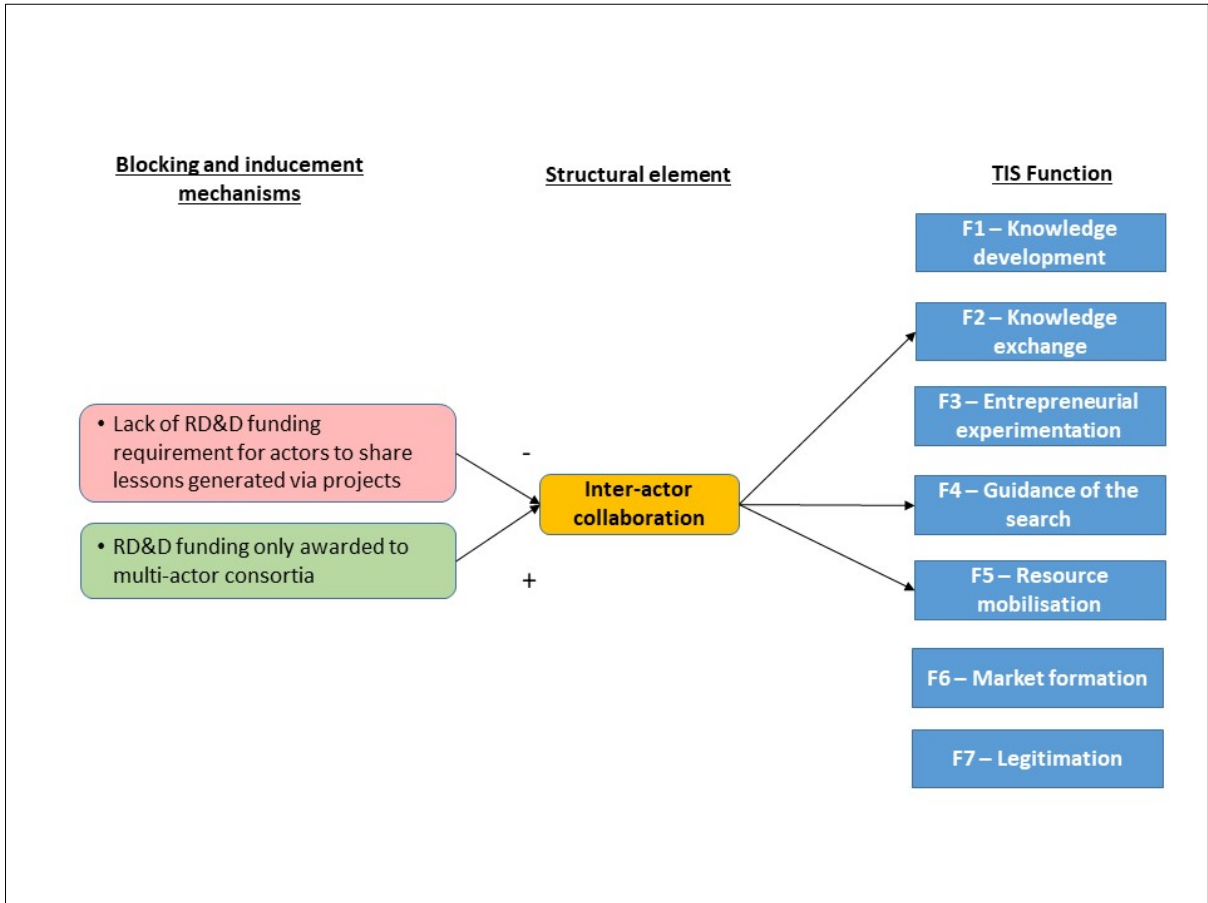 Blocking and inducement
mechanisms
Structural element
TIS Function
F1 – Knowledge
development
F2 – Knowledge
exchange
F3 – Entrepreneurial
experimentation
• Lack of RD&D funding
requirement for actors to share
lessons generated via projects
-
Inter-actor
collaboration
F4 – Guidance of the
search
• RD&D funding only awarded to
multi-actor consortia
+
F5 – Resource
mobilisation
F6 – Market formation
F7 – Legitimation